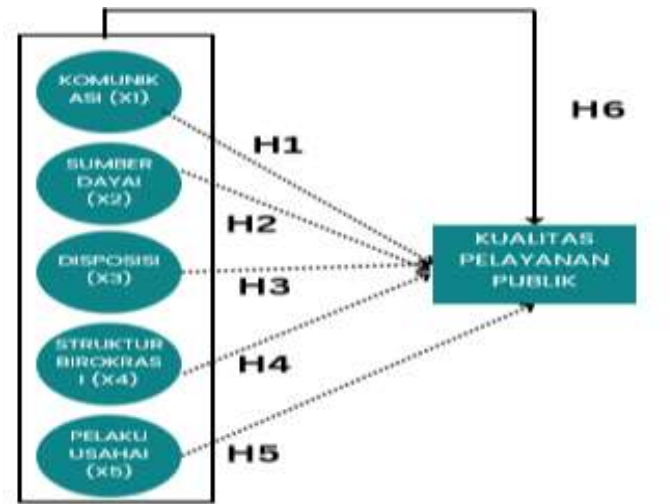 KOMUNIK
ASI (X1)
H1
H6
SUMBER
DAYAI
(X2)
H2
KUALITAS
PELAYANAN
PUBLIK
DISPOSISI
(X3)
H3
STRUKTUR
BIROKRAS
I (X4)
H4
PELAKU
USAHAI
(X5)
H5